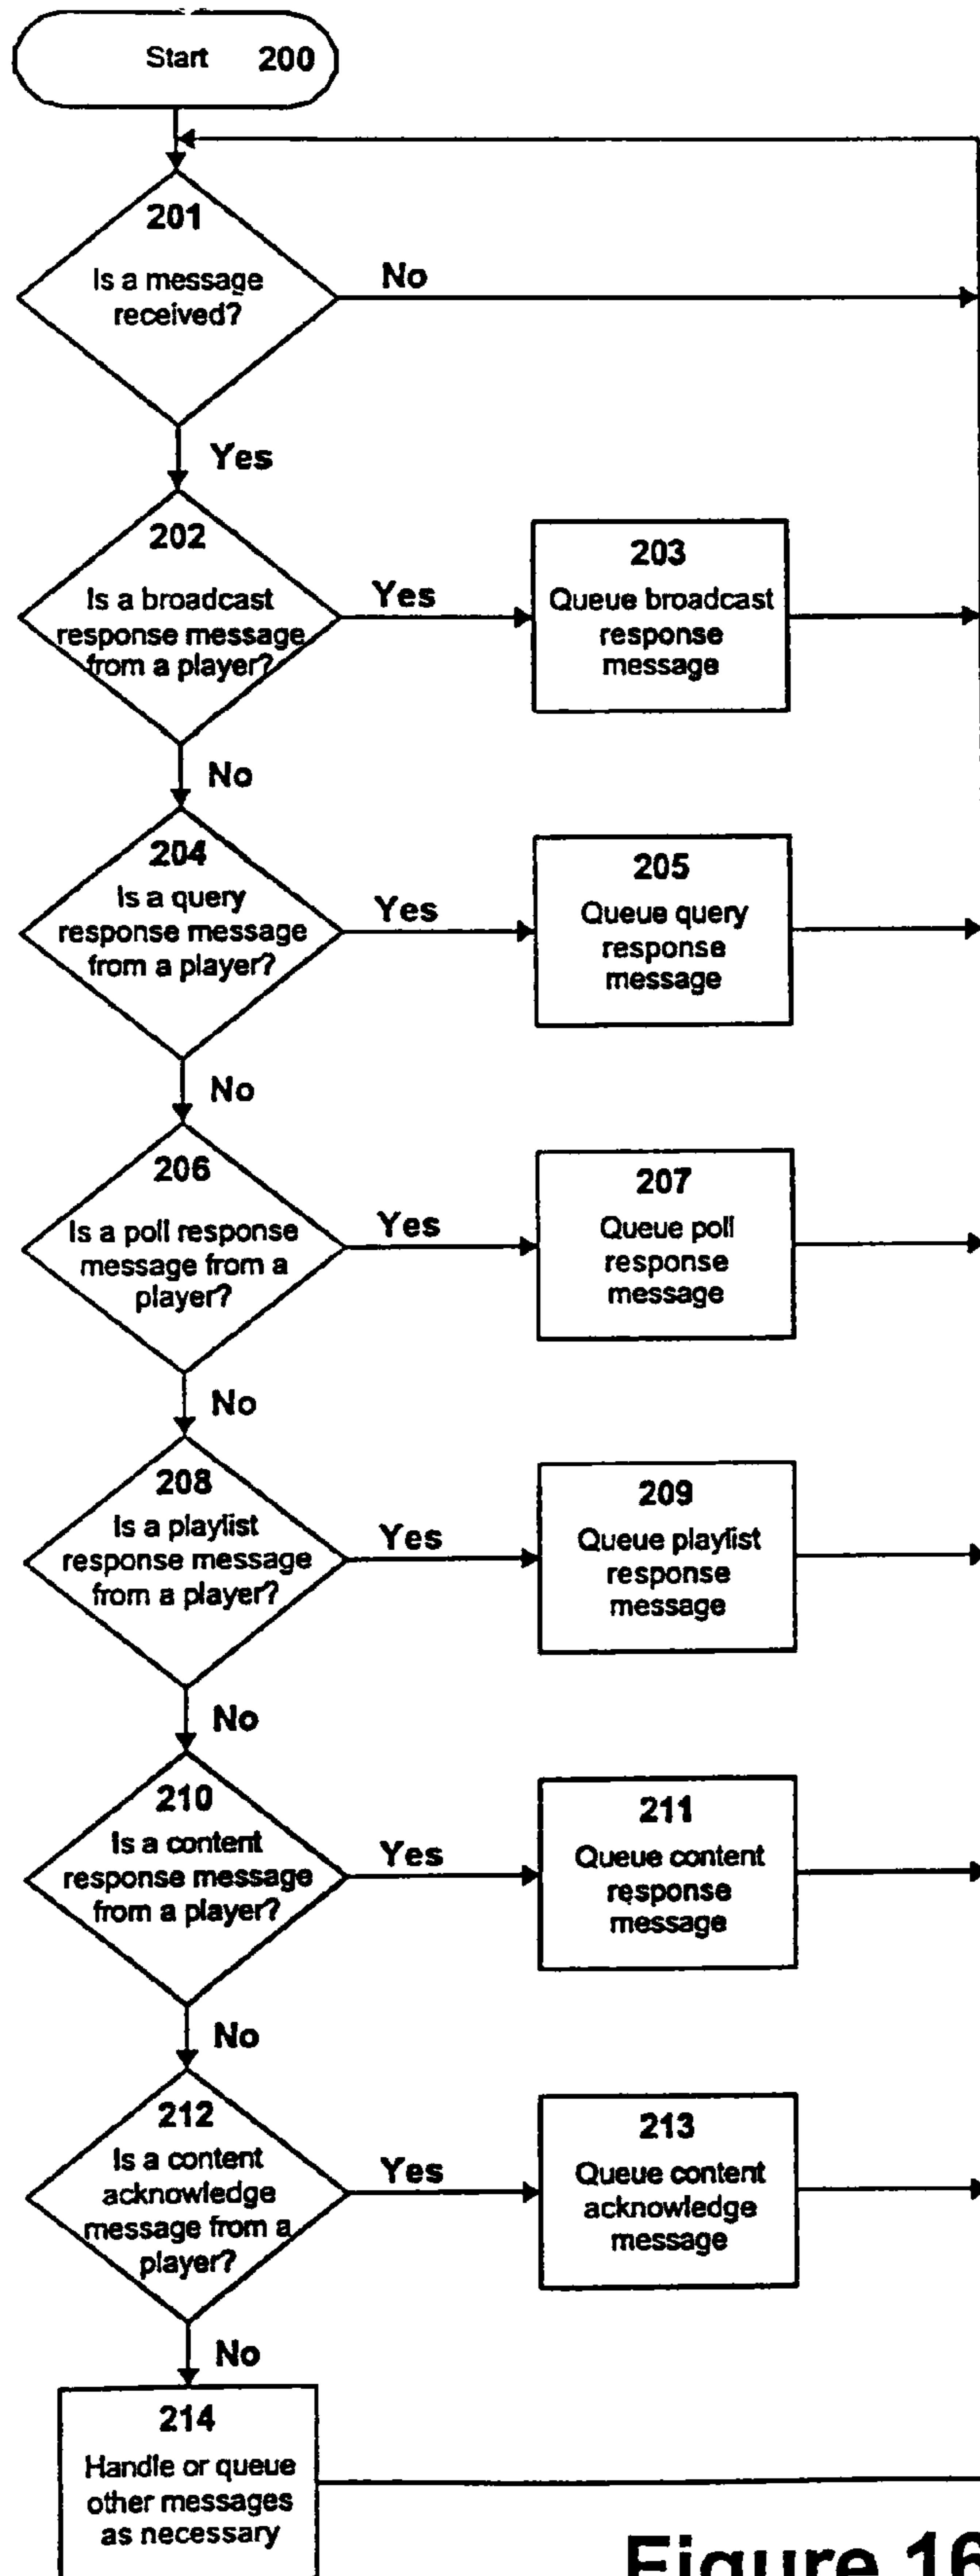 Start 200
201
Is a message
received?
No
Yes
202
Is a broadcast
response message
from a player?
Yes
203
Queue broadcast
response
message
No
204
Is a query
response message
from a player?
Yes
205
Queue query
response
message
No
206
Is a poll response
message from a
player?
Yes
207
Queue poll
response
message
No
208
Is a playlist
response message
from a player?
Yes
209
Queue playlist
response
message
No
210
Is a content
response message
from a player?
Yes
211
Queue content
response
message
No
212
Is a content
acknowledge
message from a
player?
Yes
213
Queue content
acknowledge
message
No
214
Handle or queue
other messages
as necessary
Figure 16